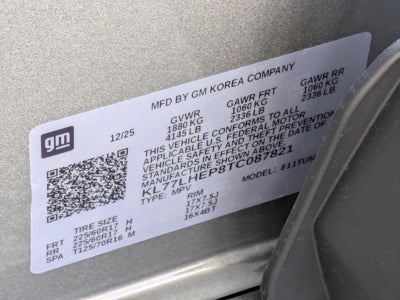 MFD BY GM KOREA COMPANY
gm
12/25
GVWR GAWR FRT GAWR RR
1880 KG 1060 KG 1060 KG
4145 LB 2336 LB 2336 LB
THIS VEHICLE CONFORMS TO ALL
APPLICABLE U.S. FEDERAL MOTOR
VEHICLE SAFETY AND THEFT PREVENTION
STANDARDS IN EFFECT ON THE DATE OF
MANUFACTURE SHOWN ABOVE.
KL77LHEP8TC087821
TYPE: MPV MODEL: 811TUS
TIRE SIZE RIM
FRT 225/60R17 H 17X7.5J
RR 225/60R17 H 17X7.5J
SPA T125/70R16 M 16X4BT